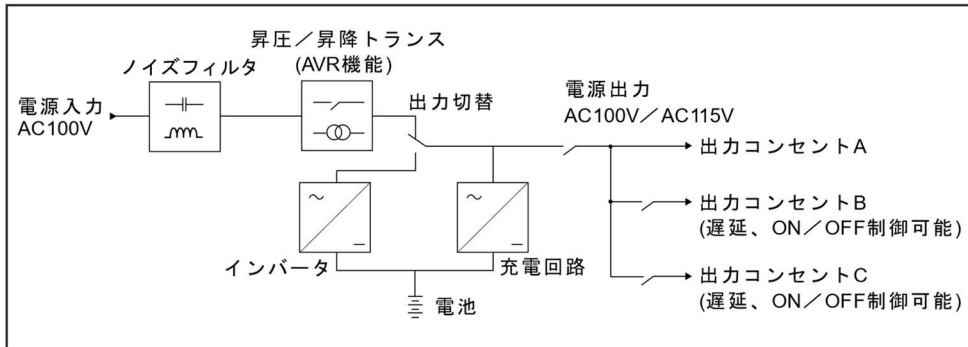 昇圧／昇降トランス
(AVR機能)
ノイズフィルタ
電源入力
AC100V
出力切替
電源出力
AC100V／AC115V
出力コンセントA
出力コンセントB
(遅延、ON／OFF制御可能)
インバータ
充電回路
電池
出力コンセントC
(遅延、ON／OFF制御可能)